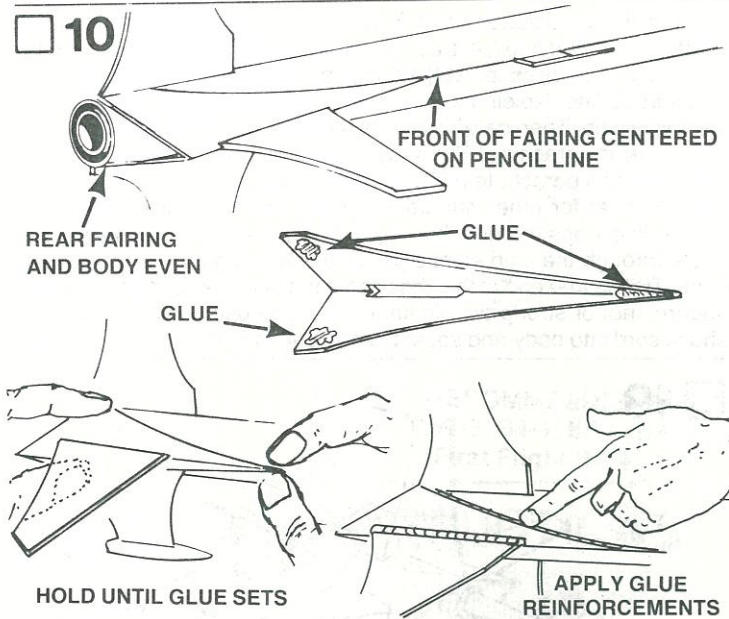 10
FRONT OF FAIRING CENTERED
ON PENCIL LINE
REAR FAIRING
AND BODY EVEN
GLUE
GLUE
HOLD UNTIL GLUE SETS
APPLY GLUE
REINFORCEMENTS